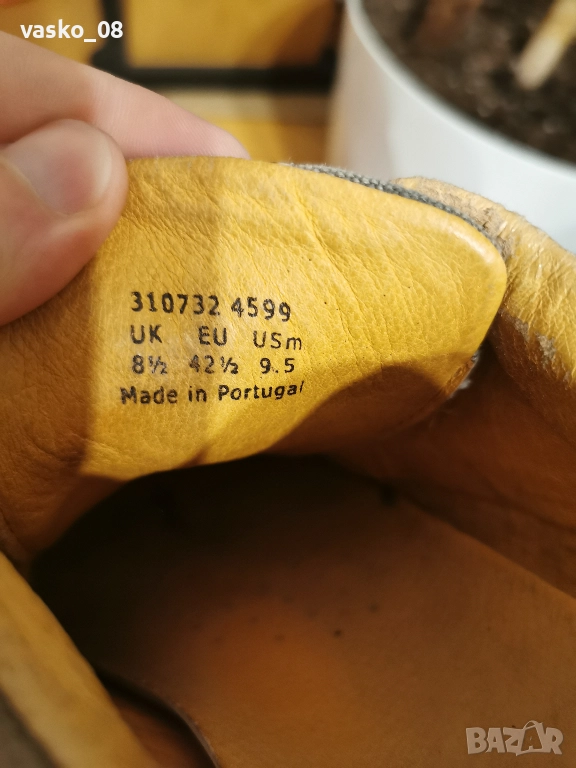 vasko_08
310732 4599
UK EU USm
8½ 42½ 9.5
Made in Portugal
BAZAR